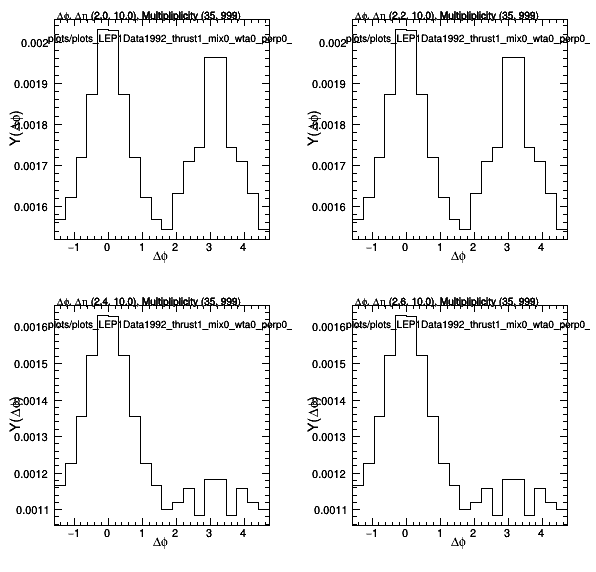 Δφ, Δη (2.0, 10.0), Multipliplicity (35, 999)
plots/plots_LEP1Data1992_thrust1_mix0_wta0_perp0_
Y(Δφ)
0.002
0.0019
0.0018
0.0017
0.0016
−1 0 1 2 3 4
Δφ
Δφ, Δη (2.2, 10.0), Multipliplicity (35, 999)
plots/plots_LEP1Data1992_thrust1_mix0_wta0_perp0_
Y(Δφ)
0.002
0.0019
0.0018
0.0017
0.0016
−1 0 1 2 3 4
Δφ
Δφ, Δη (2.4, 10.0), Multipliplicity (35, 999)
plots/plots_LEP1Data1992_thrust1_mix0_wta0_perp0_
Y(Δφ)
0.0016
0.0015
0.0014
0.0013
0.0012
0.0011
−1 0 1 2 3 4
Δφ
Δφ, Δη (2.6, 10.0), Multipliplicity (35, 999)
plots/plots_LEP1Data1992_thrust1_mix0_wta0_perp0_
Y(Δφ)
0.0016
0.0015
0.0014
0.0013
0.0012
0.0011
−1 0 1 2 3 4
Δφ